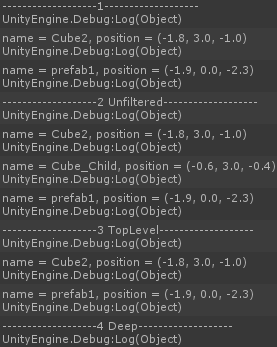 -------------------1-------------------
UnityEngine.Debug:Log(Object)
name = Cube2, position = (-1.8, 3.0, -1.0)
UnityEngine.Debug:Log(Object)
name = prefab1, position = (-1.9, 0.0, -2.3)
UnityEngine.Debug:Log(Object)
-------------------2 Unfiltered-------------------
UnityEngine.Debug:Log(Object)
name = Cube2, position = (-1.8, 3.0, -1.0)
UnityEngine.Debug:Log(Object)
name = Cube_Child, position = (-0.6, 3.0, -0.4)
UnityEngine.Debug:Log(Object)
name = prefab1, position = (-1.9, 0.0, -2.3)
UnityEngine.Debug:Log(Object)
-------------------3 TopLevel-------------------
UnityEngine.Debug:Log(Object)
name = Cube2, position = (-1.8, 3.0, -1.0)
UnityEngine.Debug:Log(Object)
name = prefab1, position = (-1.9, 0.0, -2.3)
UnityEngine.Debug:Log(Object)
-------------------4 Deep-------------------
UnityEngine.Debug:Log(Object)